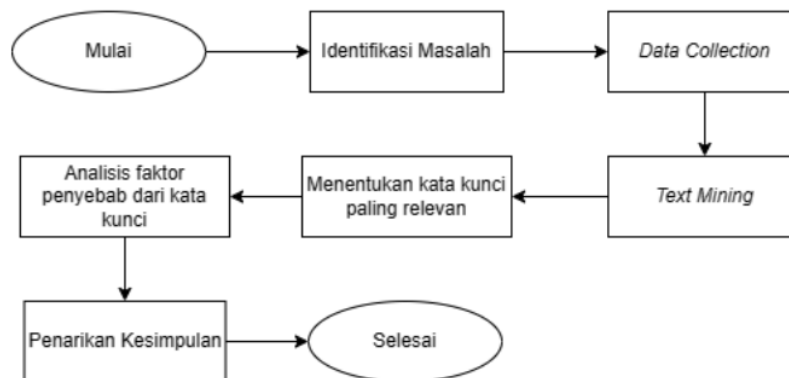 Mulai
Identifikasi Masalah
Data Collection
Text Mining
Menentukan kata kunci
paling relevan
Analisis faktor
penyebab dari kata
kunci
Penarikan Kesimpulan
Selesai